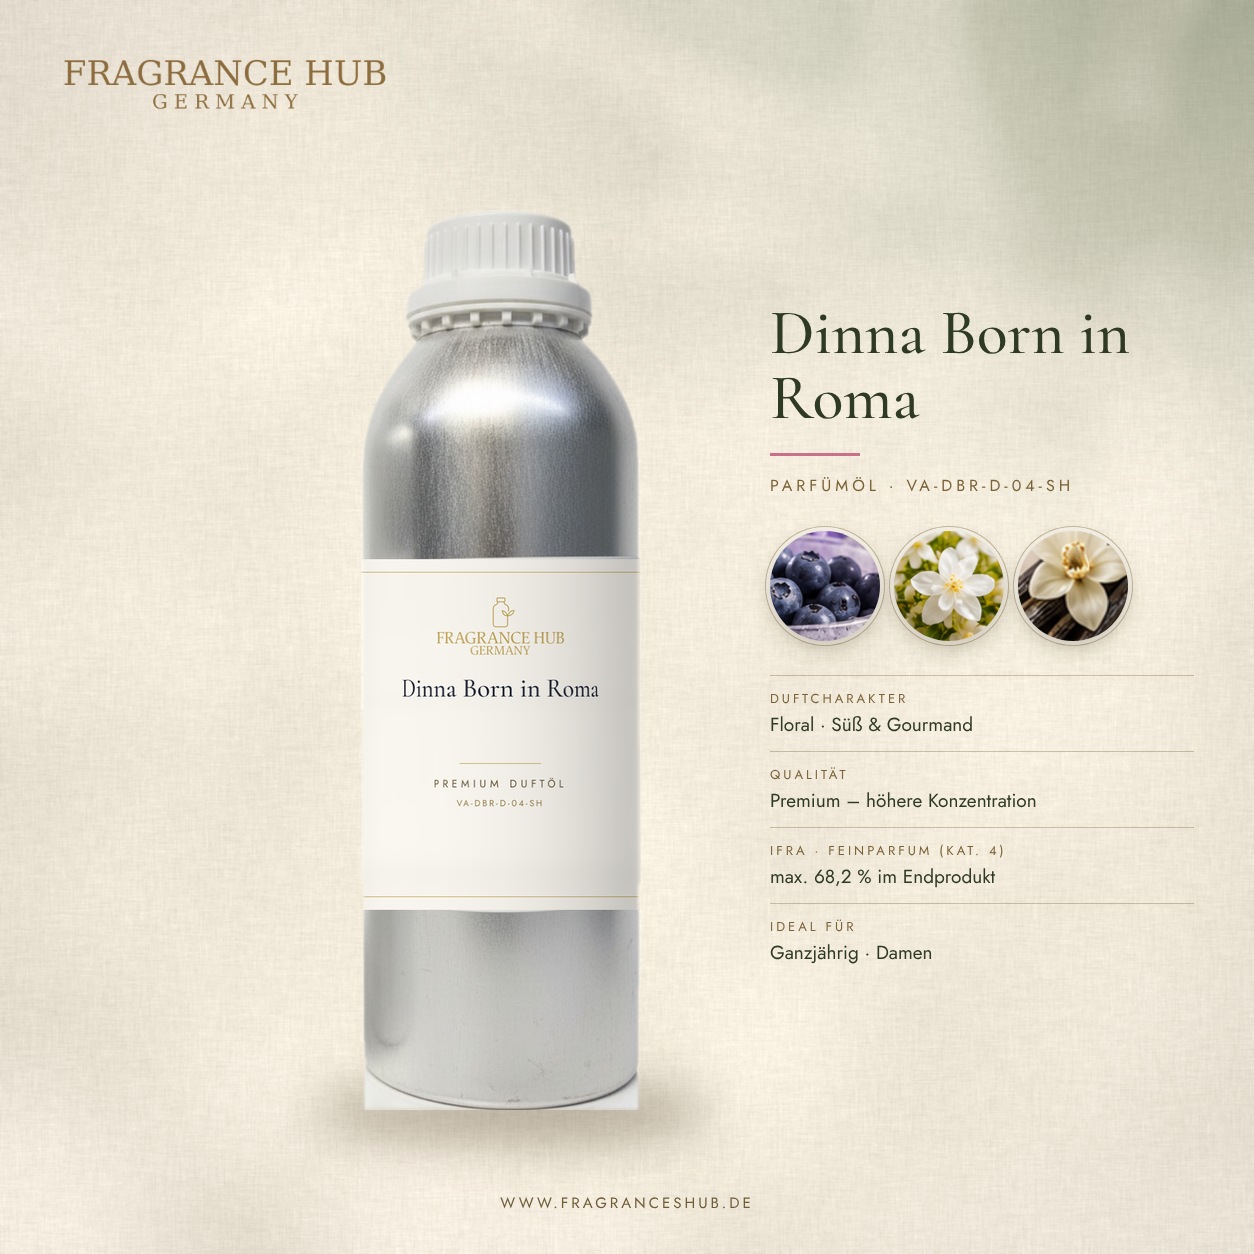 FRAGRANCE HUB
GERMANY
Dinna Born in
Roma
PARFÜMÖL · VA-DBR-D-04-SH
FRAGRANCE HUB
GERMANY
Dinna Born in Roma
PREMIUM DUFTÖL
VA-DBR-D-04-SH
DUFTCHARAKTER
Floral · Süß & Gourmand
QUALITÄT
Premium – höhere Konzentration
IFRA · FEINPARFUM (KAT. 4)
max. 68,2 % im Endprodukt
IDEAL FÜR
Ganzjährig · Damen
WWW.FRAGRANCESHUB.DE